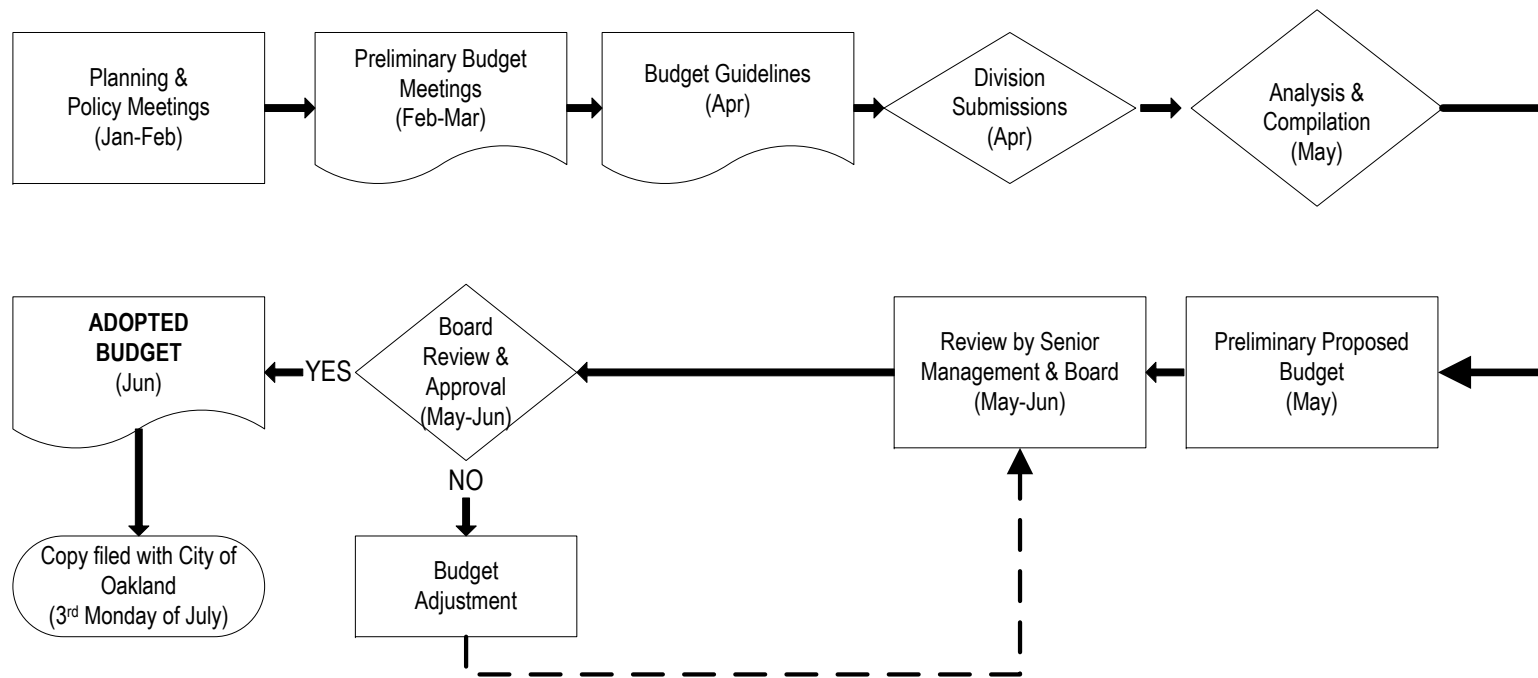 Planning &
Policy Meetings
(Jan-Feb)
Preliminary Budget
Meetings
(Feb-Mar)
Budget Guidelines
(Apr)
Division
Submissions
(Apr)
Analysis &
Compilation
(May)
ADOPTED
BUDGET
(Jun)
YES
Board
Review &
Approval
(May-Jun)
Review by Senior
Management & Board
(May-Jun)
Preliminary Proposed
Budget
(May)
NO
Copy filed with City of
Oakland
(3rd Monday of July)
Budget
Adjustment